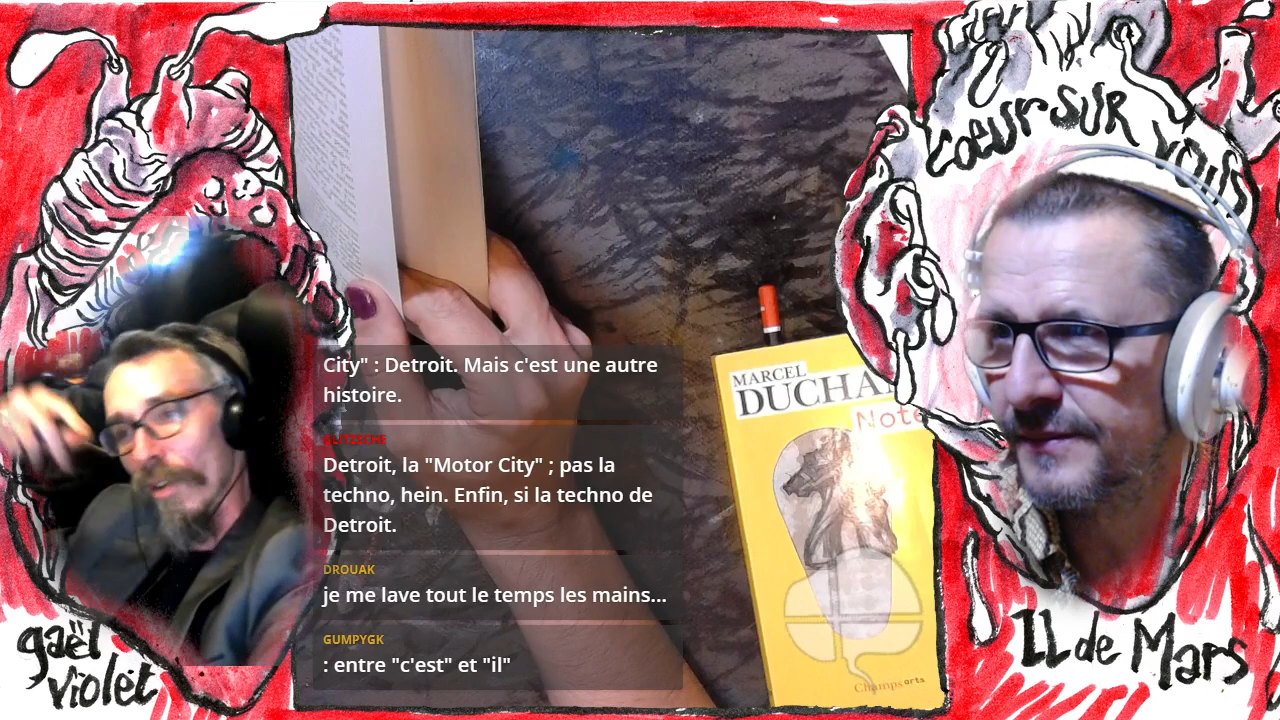 cœur sur vous
City" : Detroit. Mais c'est une autre
histoire.
Detroit, la "Motor City" ; pas la
techno, hein. Enfin, si la techno de
Detroit.
DROUAK
je me lave tout le temps les mains...
GUMPYGK
: entre "c'est" et "il"
MARCEL
Note
Champs arts
gaël
violet
LL de Mars